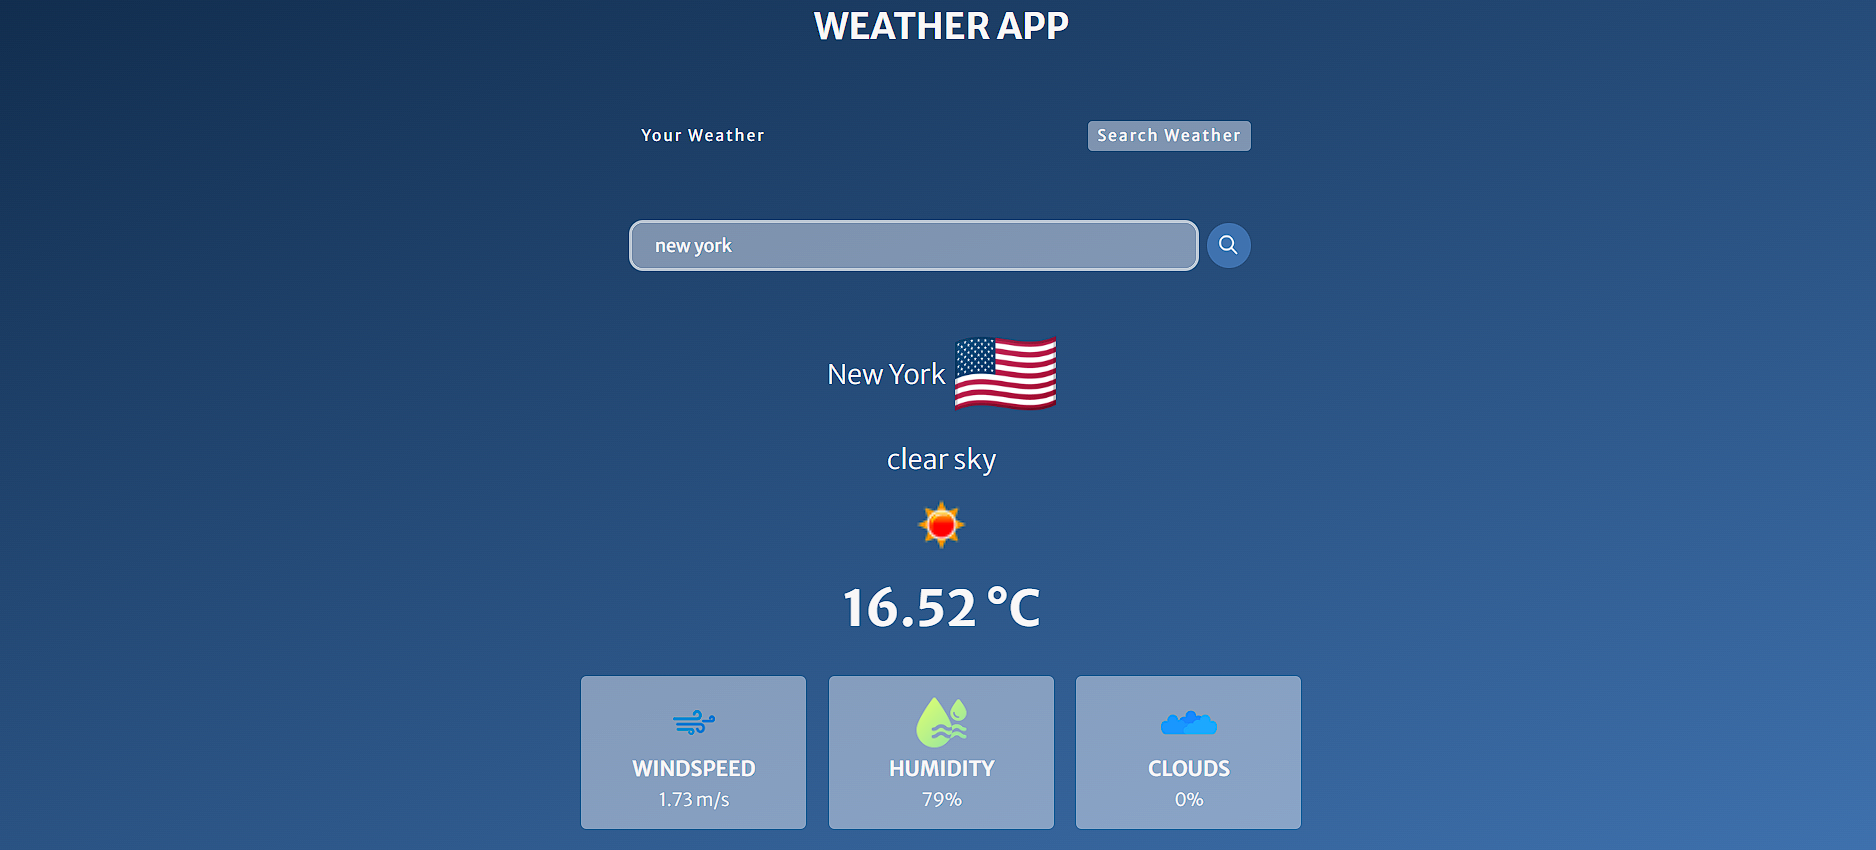 WEATHER APP
Your Weather
Search Weather
new york
New York
clear sky
16.52 °C
WINDSPEED
1.73 m/s
HUMIDITY
79%
CLOUDS
0%